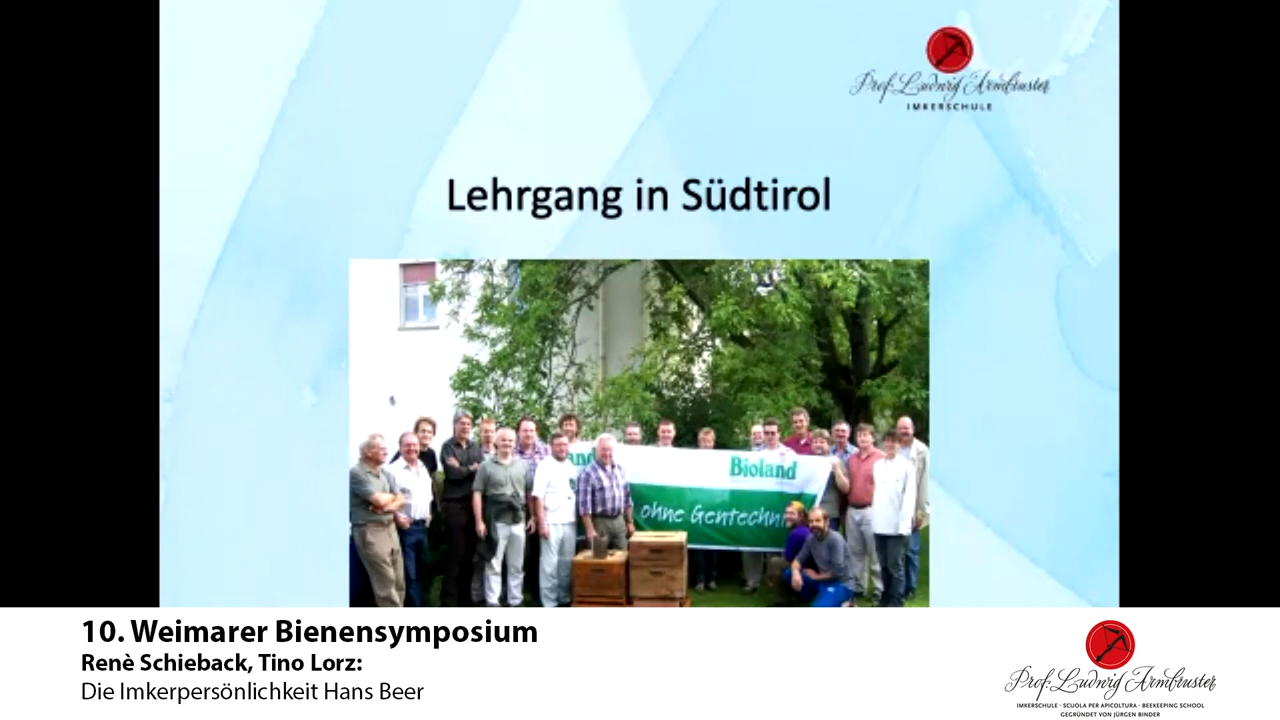 Prof. Ludwig Armbruster
IMKERSCHULE
Lehrgang in Südtirol
Bioland
ohne Gentechn
10. Weimarer Bienensymposium
Renè Schieback, Tino Lorz:
Die Imkerpersönlichkeit Hans Beer
Prof. Ludwig Armbruster
IMKERSCHULE · SCUOLA PER APICOLTURA · BEEKEEPING SCHOOL
GEGRÜNDET VON JÜRGEN BINDER